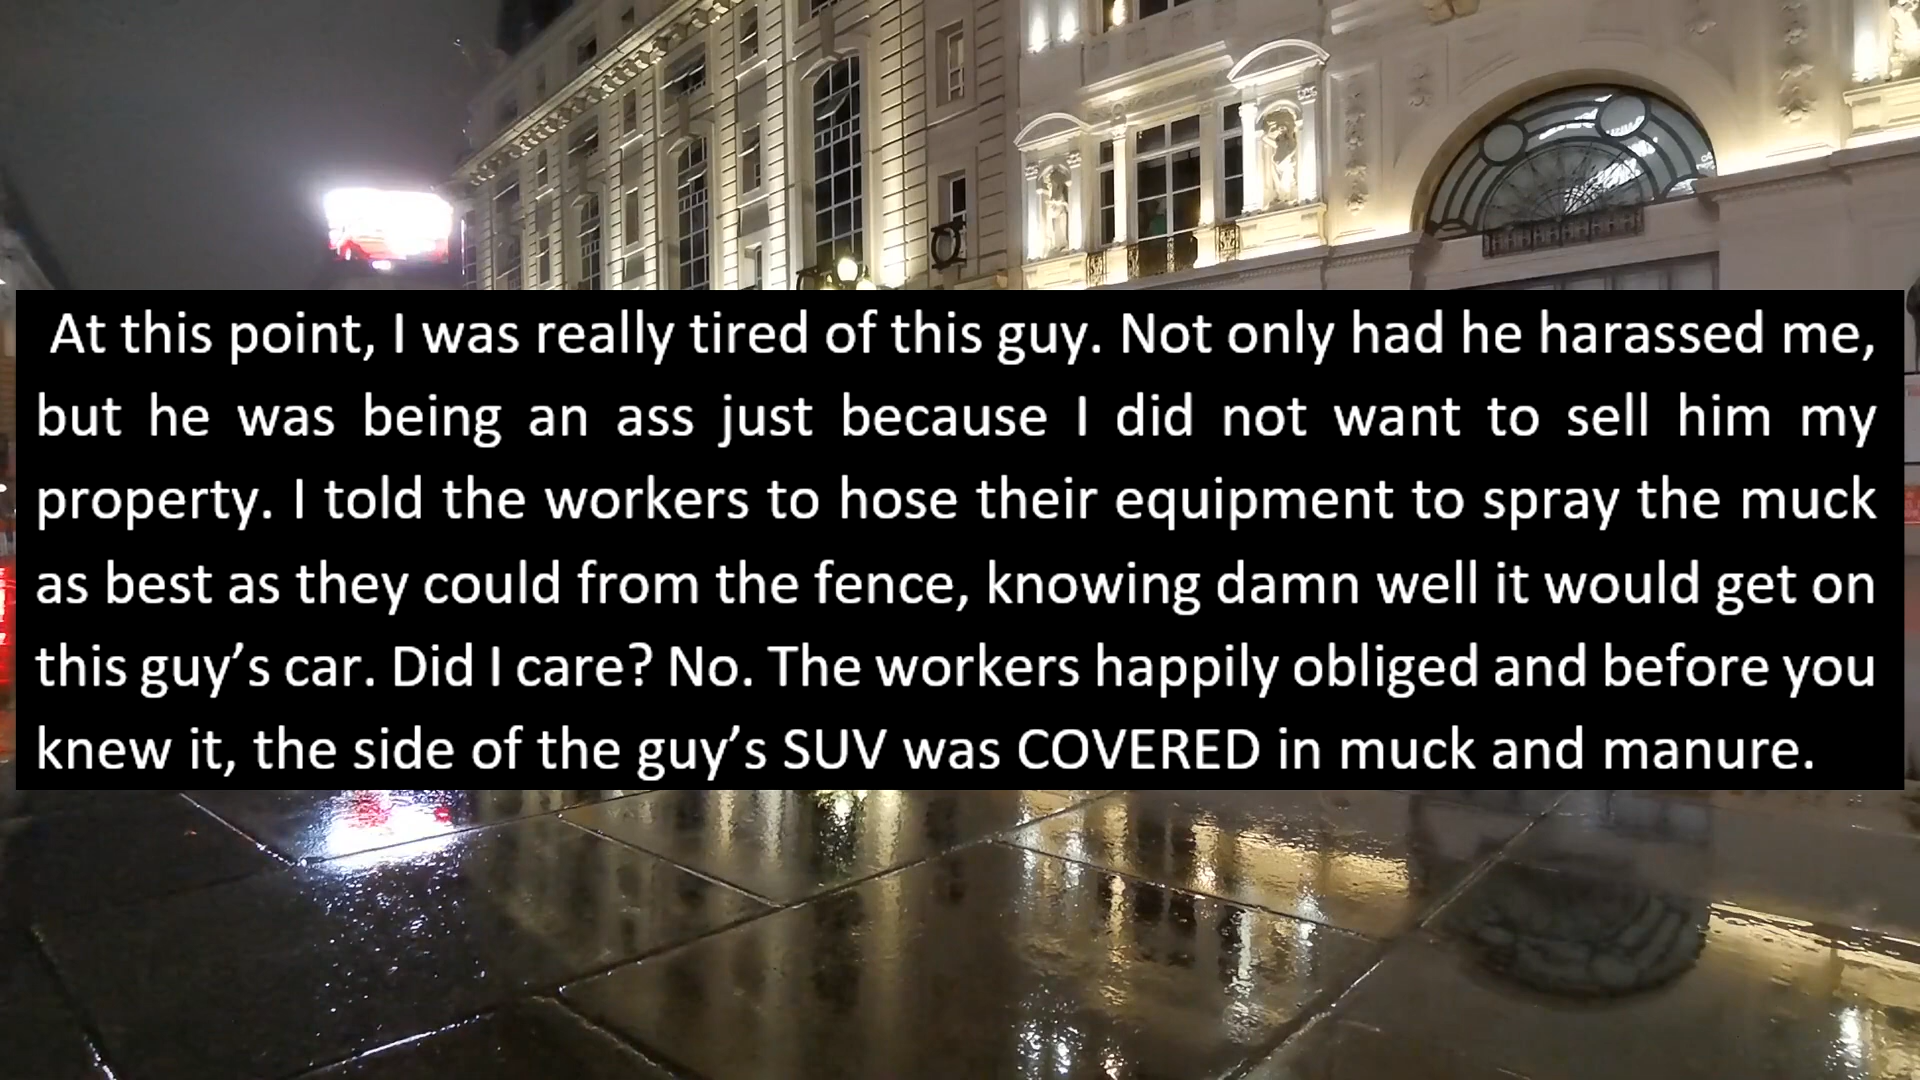 At this point, I was really tired of this guy. Not only had he harassed me,
but he was being an ass just because I did not want to sell him my
property. I told the workers to hose their equipment to spray the muck
as best as they could from the fence, knowing damn well it would get on
this guy’s car. Did I care? No. The workers happily obliged and before you
knew it, the side of the guy’s SUV was COVERED in muck and manure.